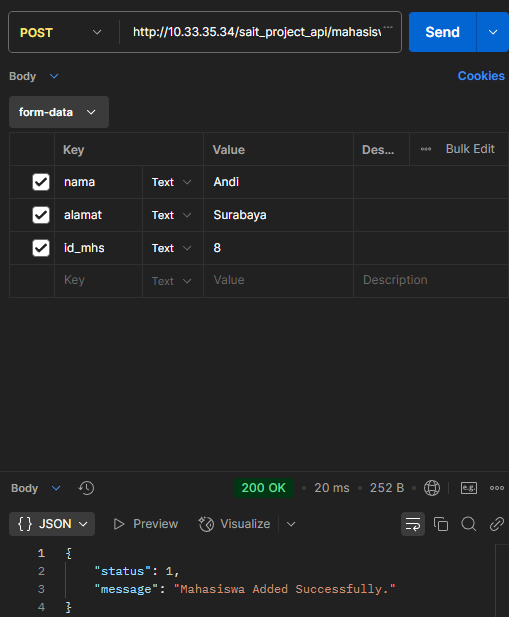 POST http://10.33.35.34/sait_project_api/mahasisw ... Send
Body Cookies
form-data
Key Value Des... ••• Bulk Edit
nama Text Andi
alamat Text Surabaya
id_mhs Text 8
Key Text Value Description
Body 200 OK • 20 ms • 252 B e.g. •••
{} JSON Preview Visualize
1 {
2 "status": 1,
3 "message": "Mahasiswa Added Successfully."
4 }